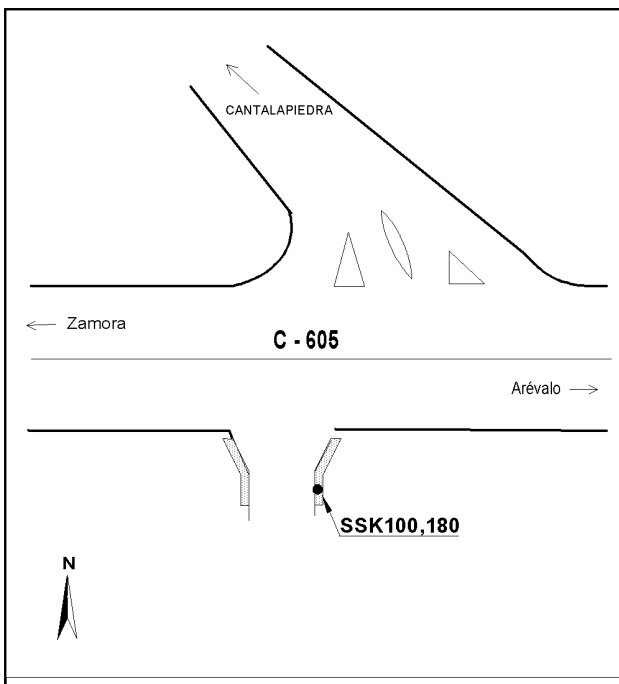 CANTALAPIEDRA
Zamora
C - 605
Arévalo
SSK100,180
N